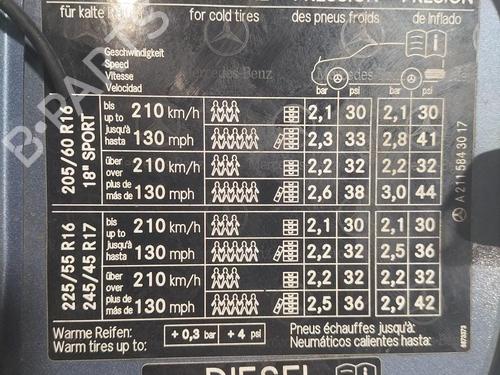 für kalte
for cold tires
des pneus froids
de inflado
Geschwindigkeit
Speed
Vitesse
Velocidad
bar psi bar psi
205/60 R16
18" SPORT
bis
up to
jusqu'à
hasta
210 km/h 2,1 30 2,1 30
130 mph 2,3 33 2,8 41
über
over
plus de
más de
210 km/h 2,2 32 2,2 32
130 mph 2,6 38 3,0 44
225/55 R16
245/45 R17
bis
up to
jusqu'à
hasta
210 km/h 2,1 30 2,1 30
130 mph 2,2 32 2,5 36
über
over
plus de
más de
210 km/h 2,2 32 2,2 32
130 mph 2,5 36 2,9 42
A 211 584 30 17
Warme Reifen:
Warm tires up to:
+ 0,3 bar + 4 psi
Pneus échauffes jusqu'à:
Neumáticos calientes hasta:
DIESEL